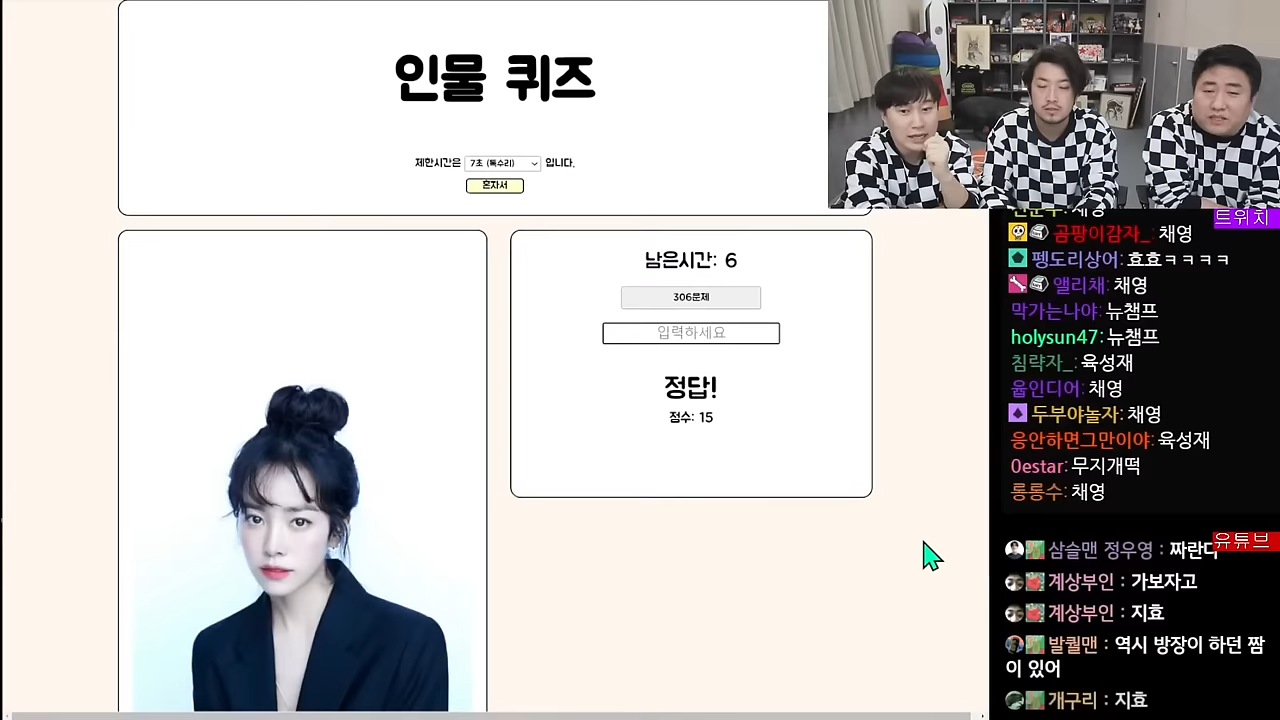 인물 퀴즈
제한시간은 7초 (독수리) 입니다.
혼자서
남은시간: 6
306문제
입력하세요
정답!
점수: 15
트위치
곰팡이감자_: 채영
펭도리상어: 효효ㅋㅋㅋㅋ
앨리채: 채영
막가는나야: 뉴챔프
holysun47: 뉴챔프
침략자_: 육성재
윱인디어: 채영
두부야놀자: 채영
응안하면그만이야: 육성재
0estar: 무지개떡
롱롱수: 채영
유튜브
삼슬맨 정우영 : 짜란다
계상부인 : 가보자고
계상부인 : 지효
발퀄맨 : 역시 방장이 하던 짬
이 있어
개구리 : 지효